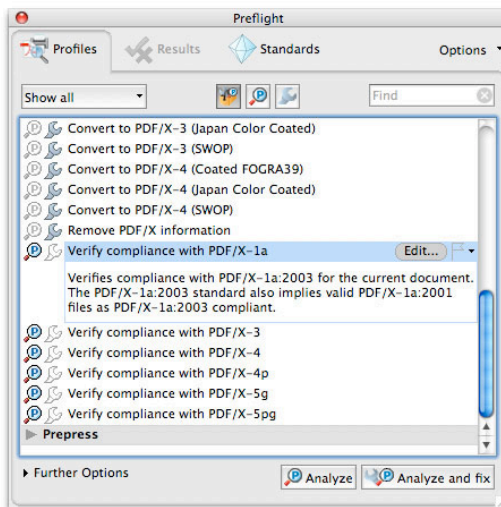 Preflight
Profiles
Results
Standards
Options
Show all
Find
Convert to PDF/X-3 (Japan Color Coated)
Convert to PDF/X-3 (SWOP)
Convert to PDF/X-4 (Coated FOGRA39)
Convert to PDF/X-4 (Japan Color Coated)
Convert to PDF/X-4 (SWOP)
Remove PDF/X information
Verify compliance with PDF/X-1a Edit...
Verifies compliance with PDF/X-1a:2003 for the current document.
The PDF/X-1a:2003 standard also implies valid PDF/X-1a:2001
files as PDF/X-1a:2003 compliant.
Verify compliance with PDF/X-3
Verify compliance with PDF/X-4
Verify compliance with PDF/X-4p
Verify compliance with PDF/X-5g
Verify compliance with PDF/X-5pg
Prepress
Further Options
Analyze
Analyze and fix